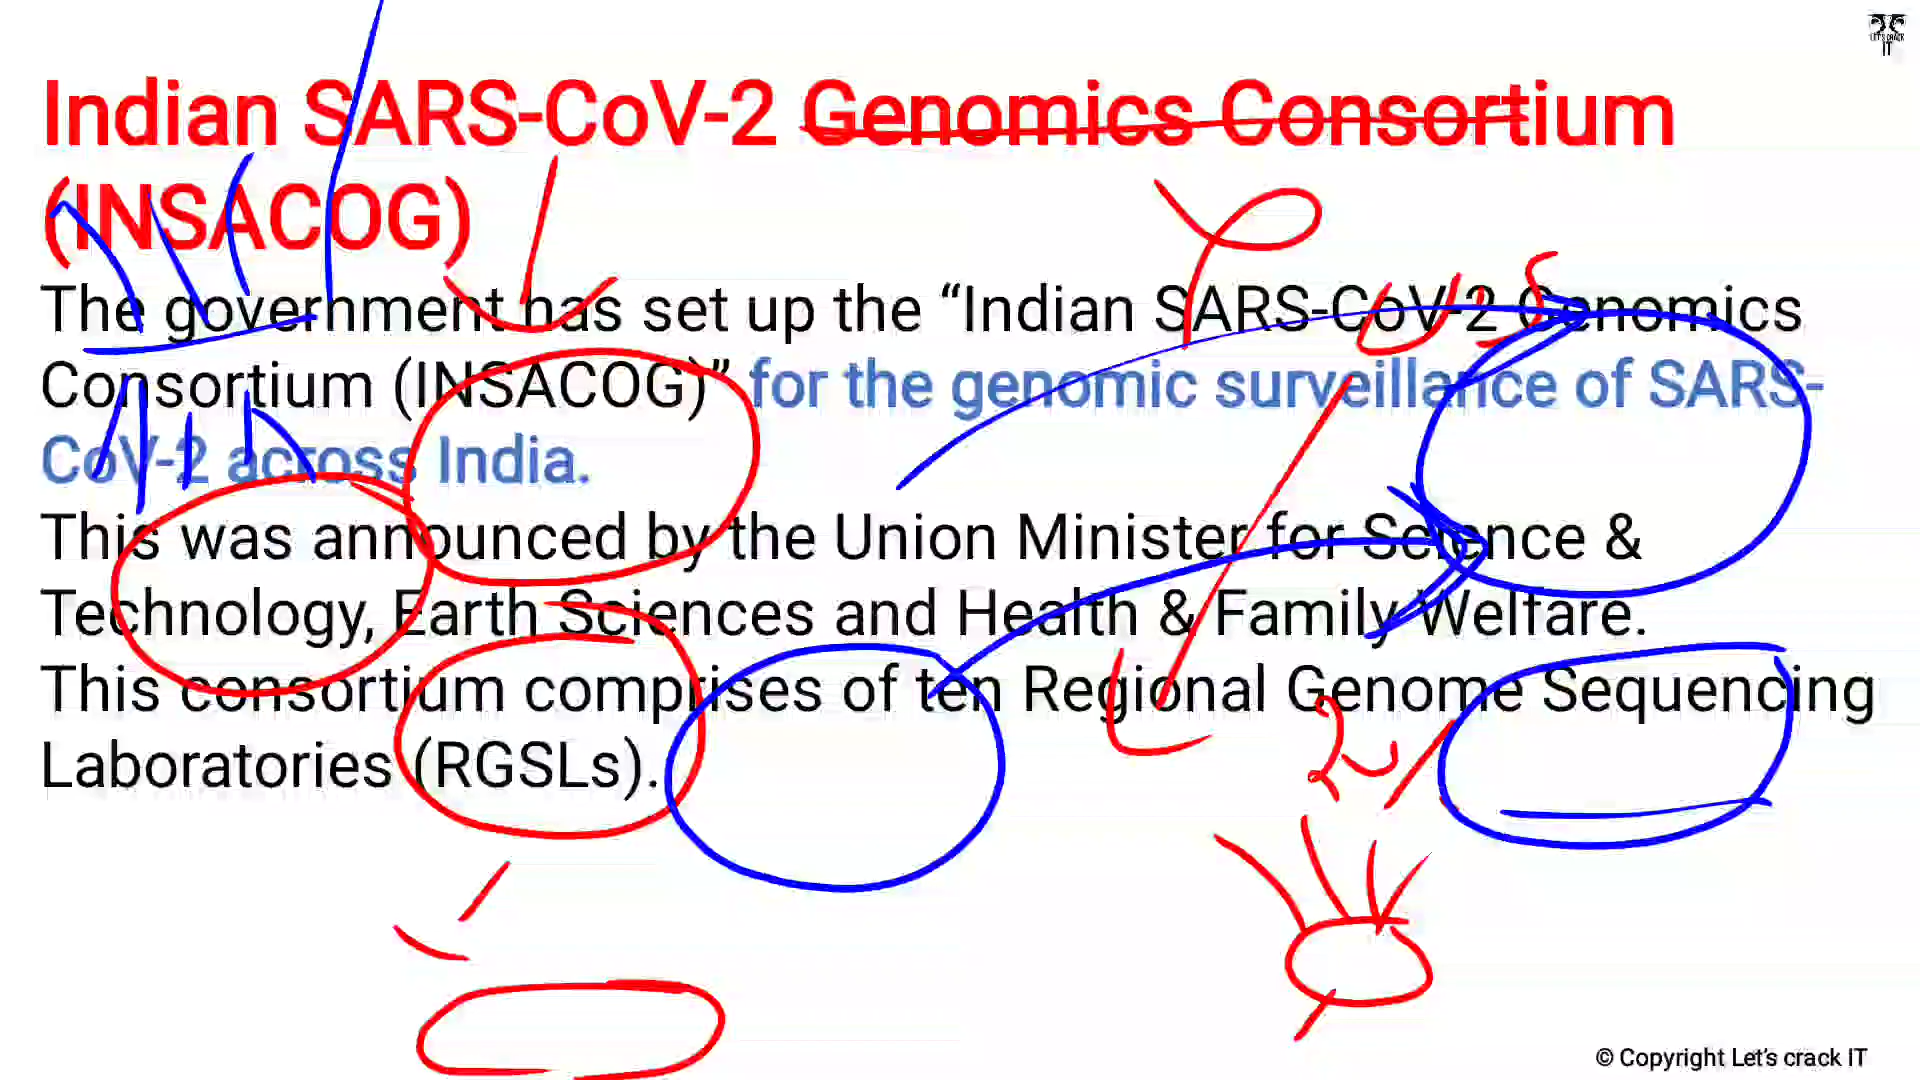 LET'S CRACK
IT
Indian SARS-CoV-2 Genomics Consortium
(INSACOG)
The government has set up the “Indian SARS-CoV-2 Genomics
Consortium (INSACOG)” for the genomic surveillance of SARS-
CoV-2 across India.
This was announced by the Union Minister for Science &
Technology, Earth Sciences and Health & Family Welfare.
This consortium comprises of ten Regional Genome Sequencing
Laboratories (RGSLs).
© Copyright Let's crack IT